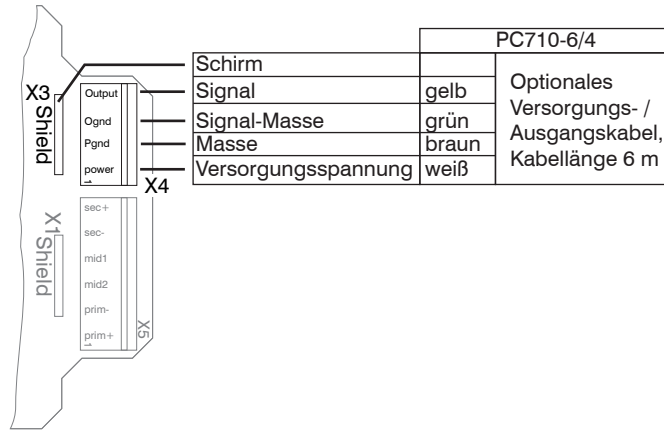 PC710-6/4
Schirm
Signal
gelb
Signal-Masse
grün
Masse
braun
Versorgungsspannung
weiß
Optionales
Versorgungs- /
Ausgangskabel,
Kabellänge 6 m
X3
Shield
Output
Ognd
Pgnd
power
1
X4
X1
Shield
sec+
sec-
mid1
mid2
prim-
prim+
1
X5